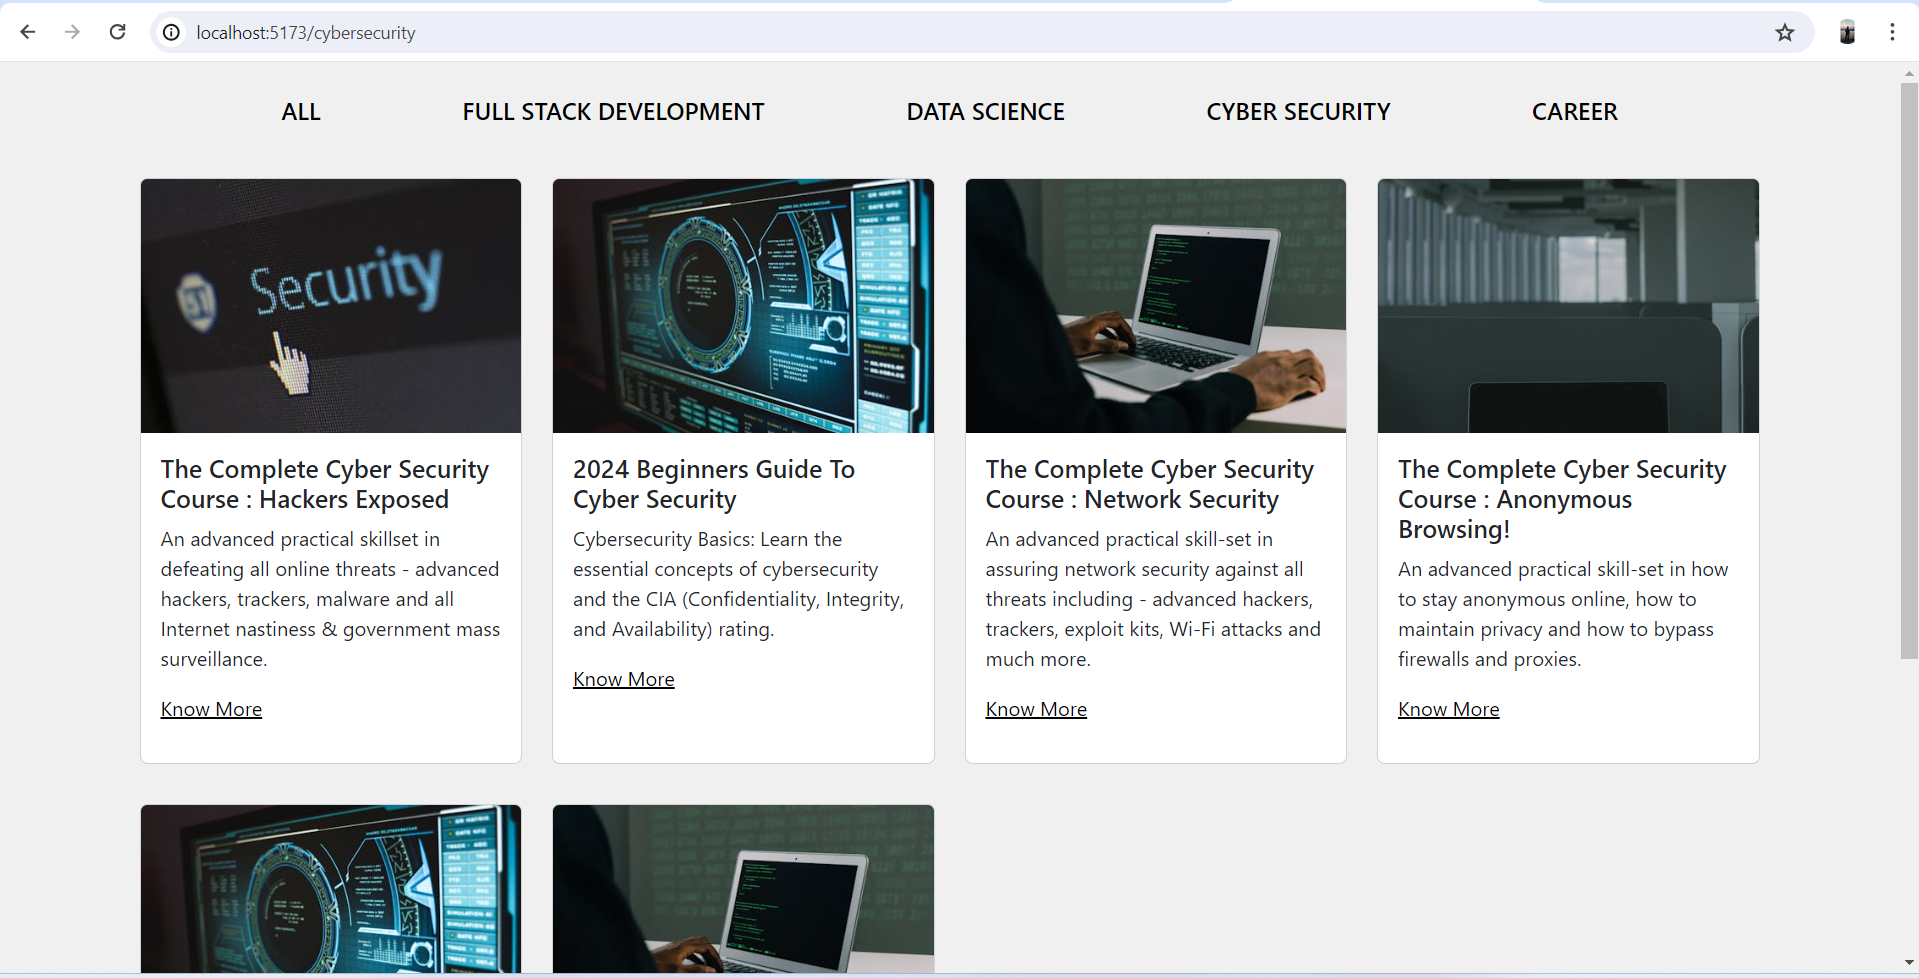 localhost:5173/cybersecurity
ALL
FULL STACK DEVELOPMENT
DATA SCIENCE
CYBER SECURITY
CAREER
Security
The Complete Cyber Security
Course : Hackers Exposed
An advanced practical skillset in
defeating all online threats - advanced
hackers, trackers, malware and all
Internet nastiness & government mass
surveillance.
Know More
2024 Beginners Guide To
Cyber Security
Cybersecurity Basics: Learn the
essential concepts of cybersecurity
and the CIA (Confidentiality, Integrity,
and Availability) rating.
Know More
The Complete Cyber Security
Course : Network Security
An advanced practical skill-set in
assuring network security against all
threats including - advanced hackers,
trackers, exploit kits, Wi-Fi attacks and
much more.
Know More
The Complete Cyber Security
Course : Anonymous
Browsing!
An advanced practical skill-set in how
to stay anonymous online, how to
maintain privacy and how to bypass
firewalls and proxies.
Know More